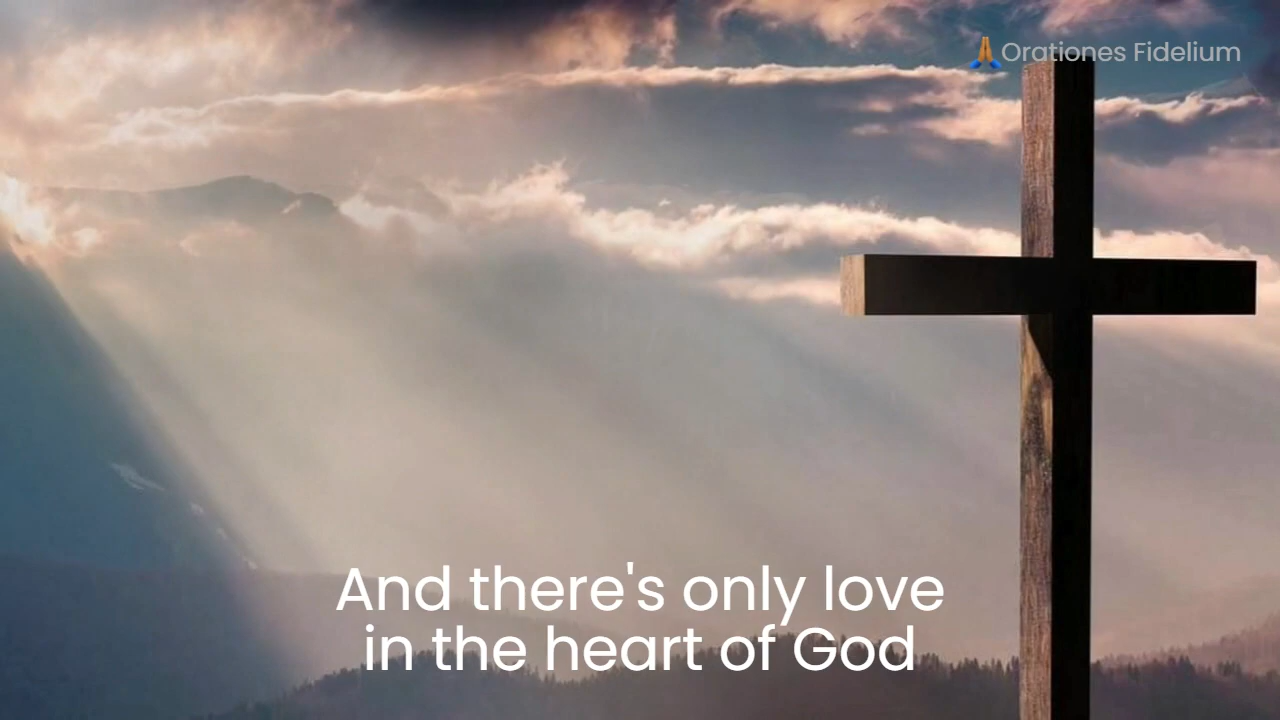 🙏Orationes Fidelium
And there's only love
in the heart of God